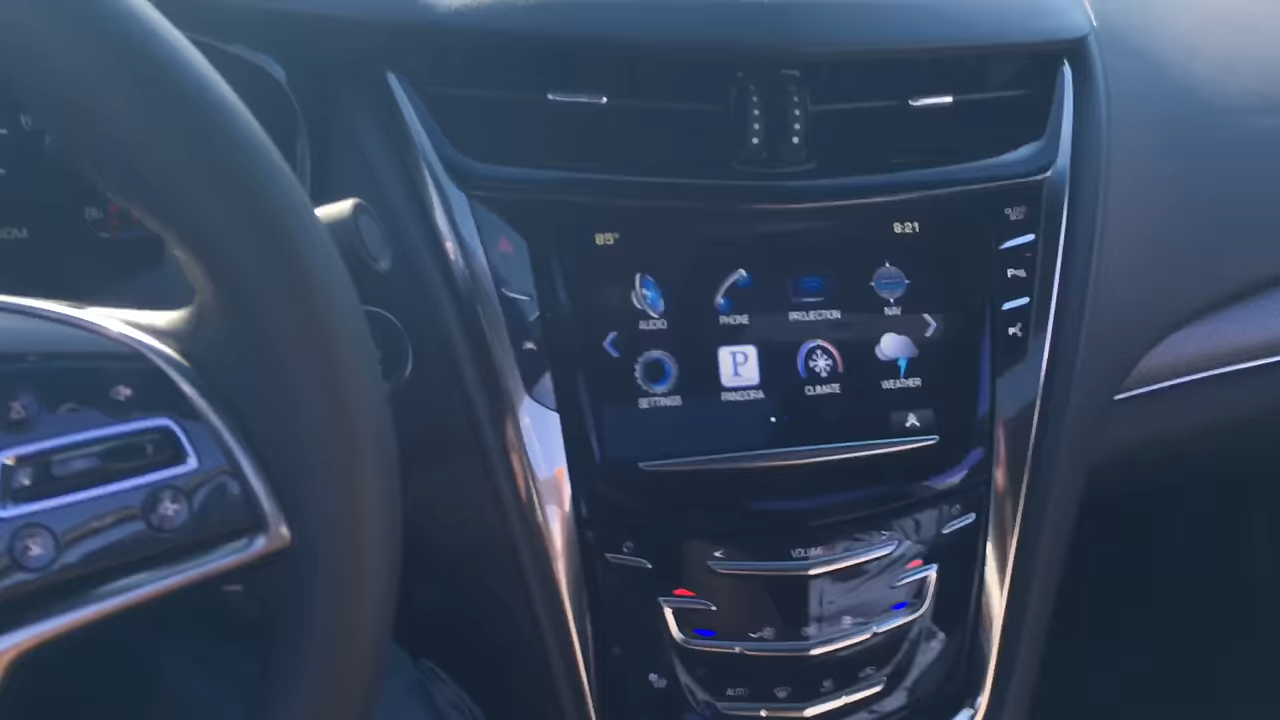 85°
8:21
AUDIO
PHONE
PROJECTION
NAV
SETTINGS
P
PANDORA
CLIMATE
WEATHER
VOLUME
AUTO